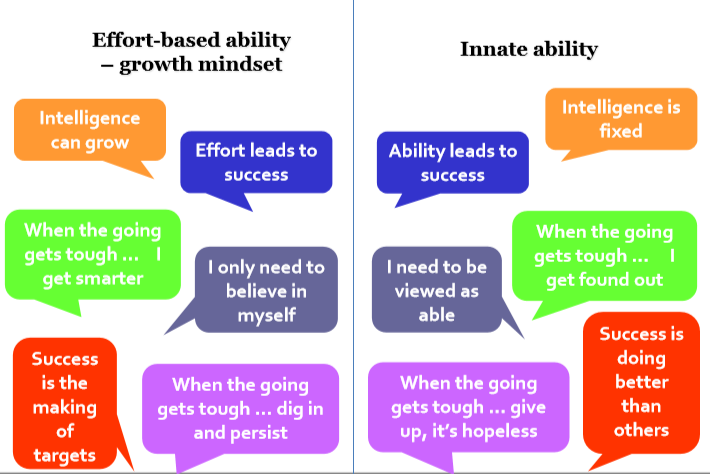 Effort-based ability
– growth mindset
Intelligence
can grow
Effort leads to
success
When the going
gets tough ... I
get smarter
I only need to
believe in
myself
Success
is the
making
of
targets
When the going
gets tough ... dig in
and persist
Innate ability
Intelligence is
fixed
Ability leads to
success
When the going
gets tough ... I
get found out
I need to be
viewed as
able
Success is
doing
better
than
others
When the going
gets tough ... give
up, it's hopeless